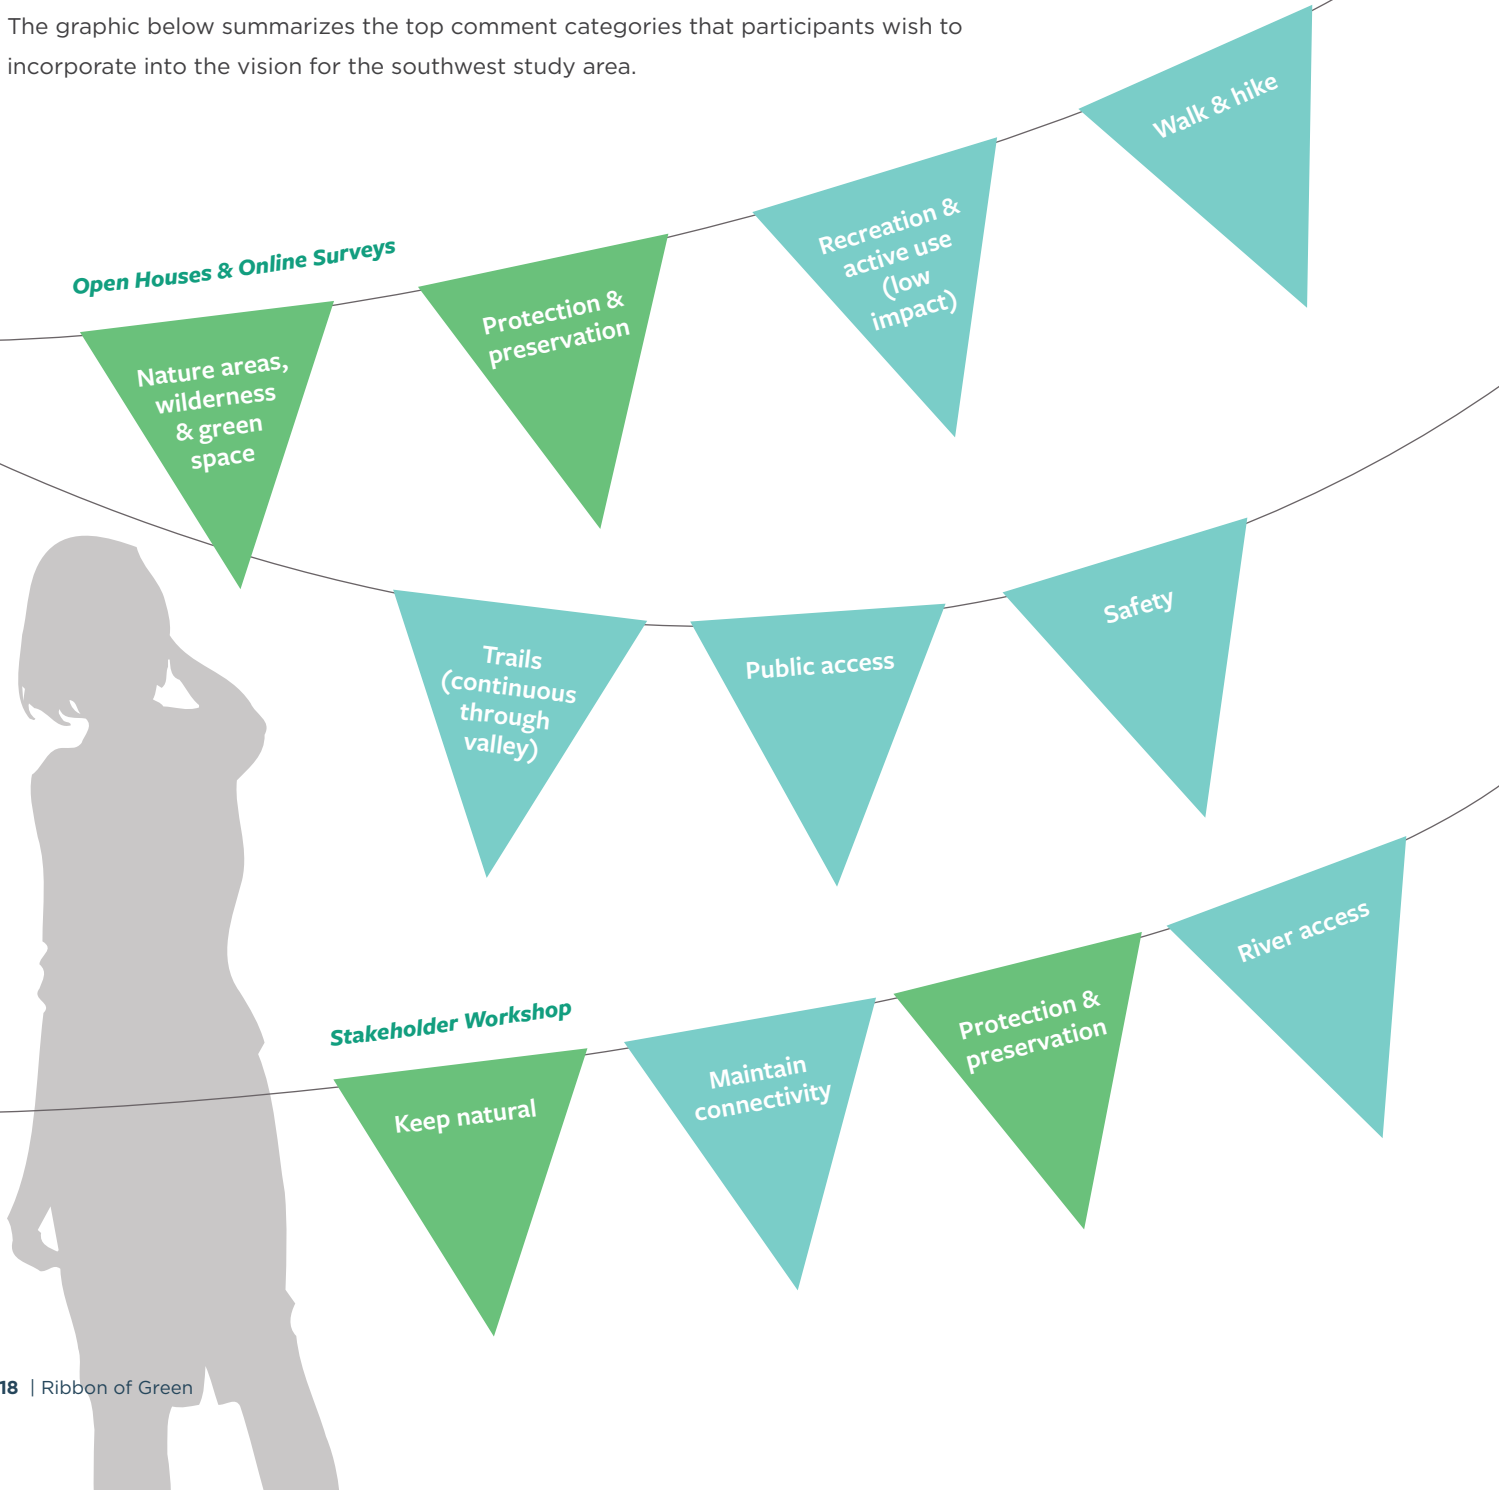 The graphic below summarizes the top comment categories that participants wish to
incorporate into the vision for the southwest study area.
Open Houses & Online Surveys
Nature areas,
wilderness
& green
space
Protection &
preservation
Recreation &
active use
(low
impact)
Walk & hike
Trails
(continuous
through
valley)
Public access
Safety
Stakeholder Workshop
Keep natural
Maintain
connectivity
Protection &
preservation
River access
18 | Ribbon of Green